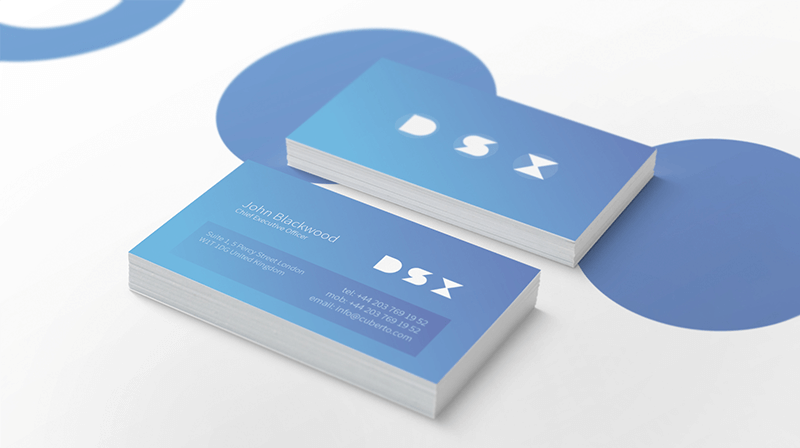 DSX
John Blackwood
Chief Executive Officer
Suite 1, 5 Percy Street London
W1T 1DG United Kingdom
DSX
tel: +44 203 769 19 52
mob: +44 203 769 19 52
email: info@cuberto.com